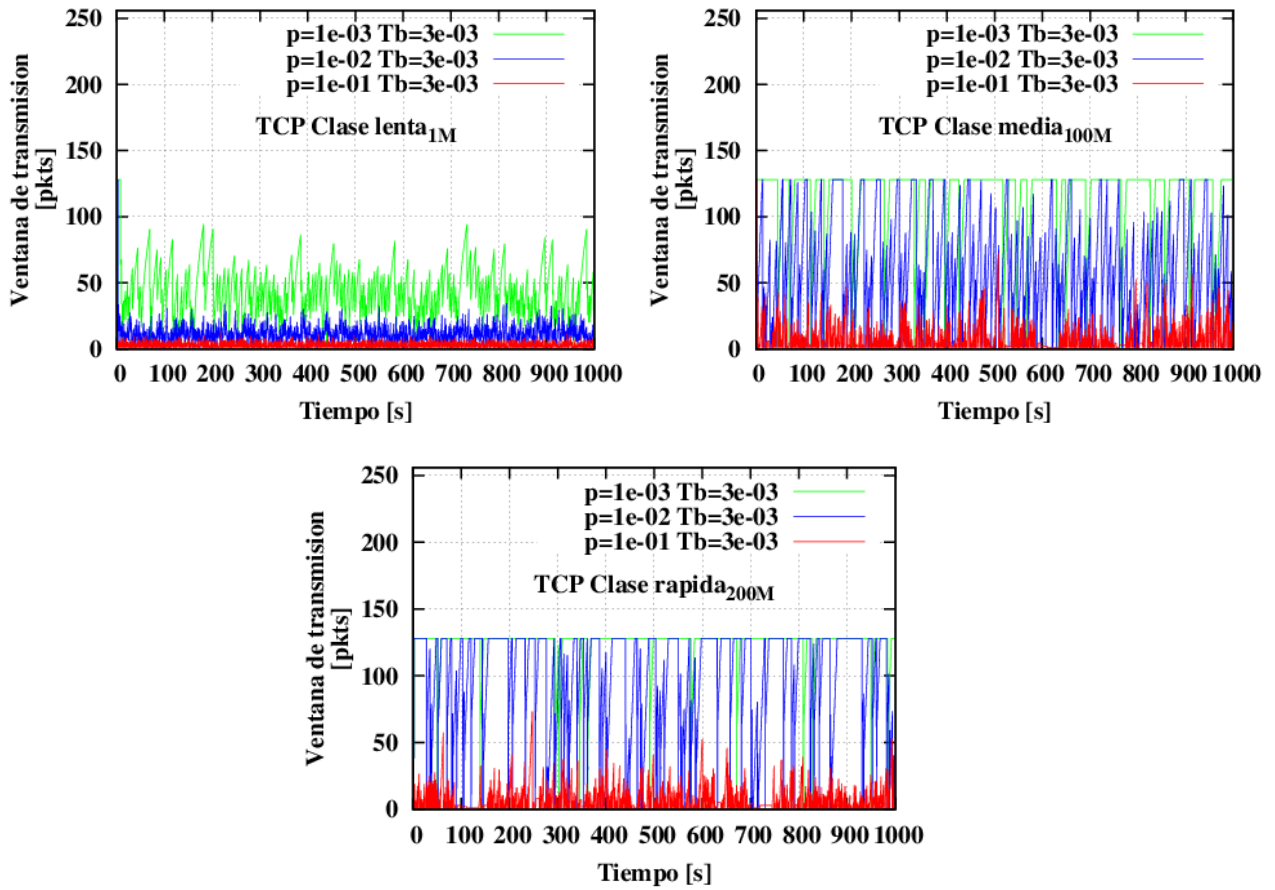 250
200
150
100
50
0
Ventana de transmision
[pkts]
p=1e-03 Tb=3e-03
p=1e-02 Tb=3e-03
p=1e-01 Tb=3e-03
TCP Clase lenta1M
0 100 200 300 400 500 600 700 800 900 1000
Tiempo [s]
250
200
150
100
50
0
Ventana de transmision
[pkts]
p=1e-03 Tb=3e-03
p=1e-02 Tb=3e-03
p=1e-01 Tb=3e-03
TCP Clase media100M
0 100 200 300 400 500 600 700 800 900 1000
Tiempo [s]
250
200
150
100
50
0
Ventana de transmision
[pkts]
p=1e-03 Tb=3e-03
p=1e-02 Tb=3e-03
p=1e-01 Tb=3e-03
TCP Clase rapida200M
0 100 200 300 400 500 600 700 800 900 1000
Tiempo [s]